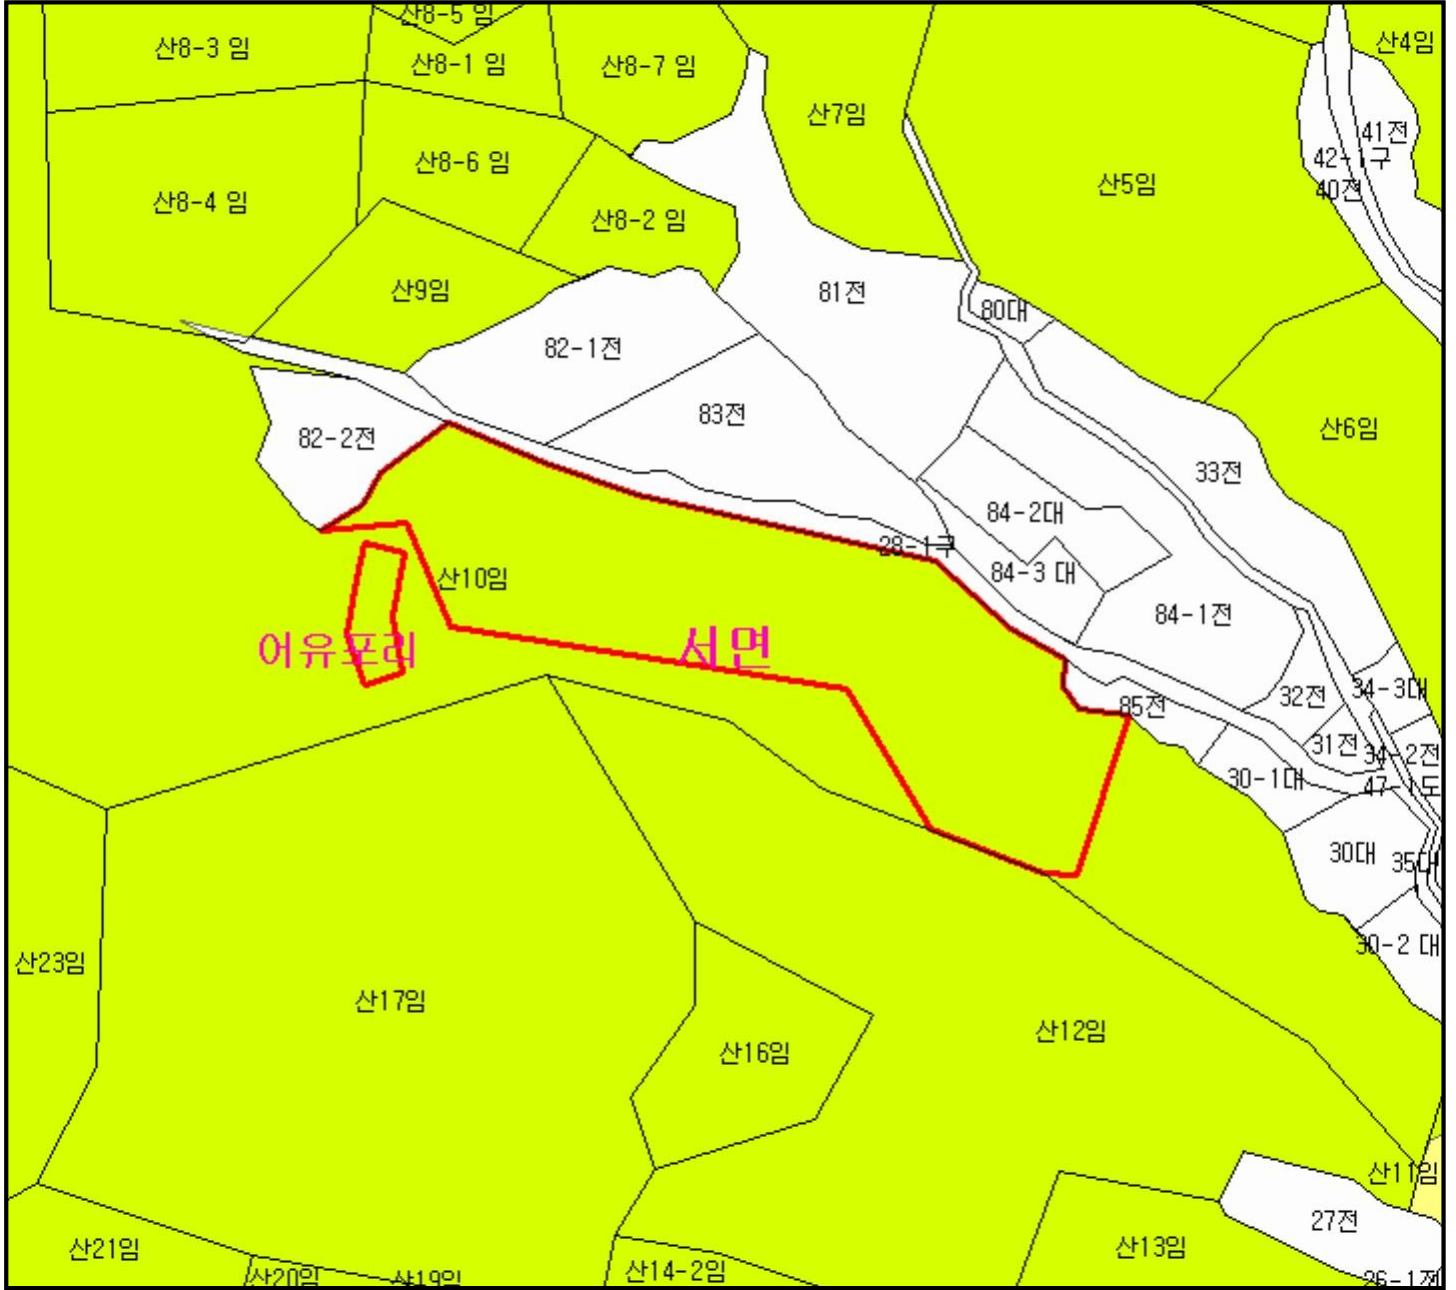 산8-5 임
산8-3 임
산8-1 임
산8-7 임
산4임
산7임
41전
42-1구
산8-6 임
산5임
40전
산8-4 임
산8-2 임
산9임
81전
80대
82-1전
83전
산6임
82-2전
33전
84-2대
28-1구
84-3 대
산10임
84-1전
어유포리
서면
34-3대
32전
85전
31전
34-2전
30-1대
47-1도
30대
35대
30-2 대
산23임
산17임
산12임
산16임
산11임
27전
산21임
산13임
산14-2임
산20임
산19임
26-1전